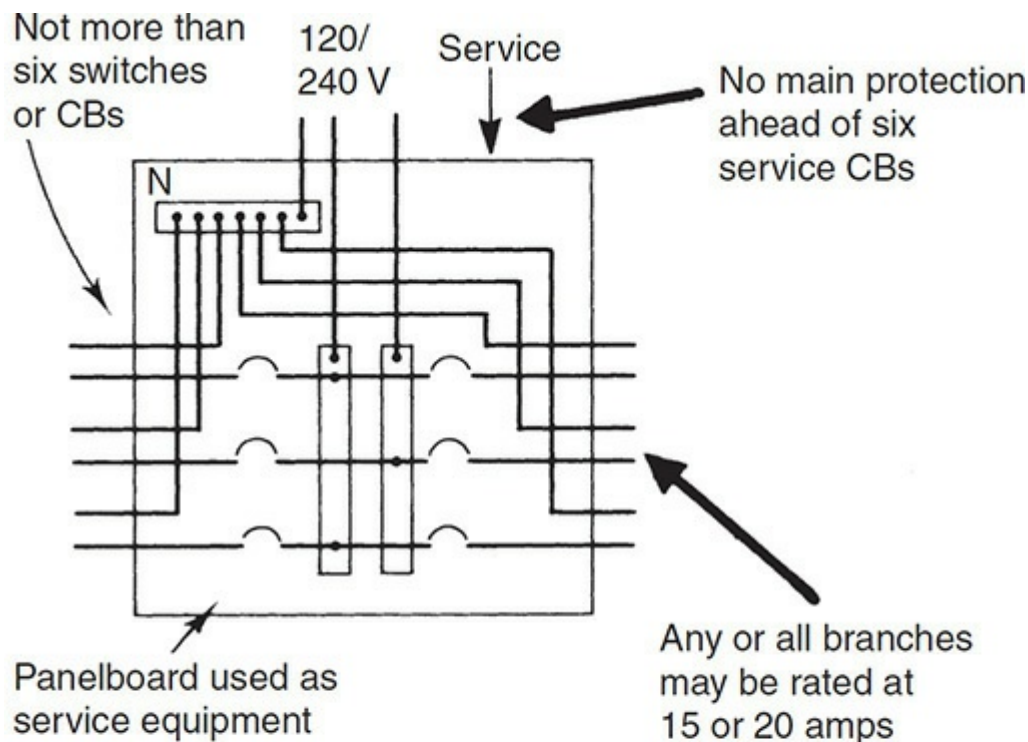 Not more than
six switches
or CBs
120/
240 V
Service
No main protection
ahead of six
service CBs
N
Panelboard used as
service equipment
Any or all branches
may be rated at
15 or 20 amps